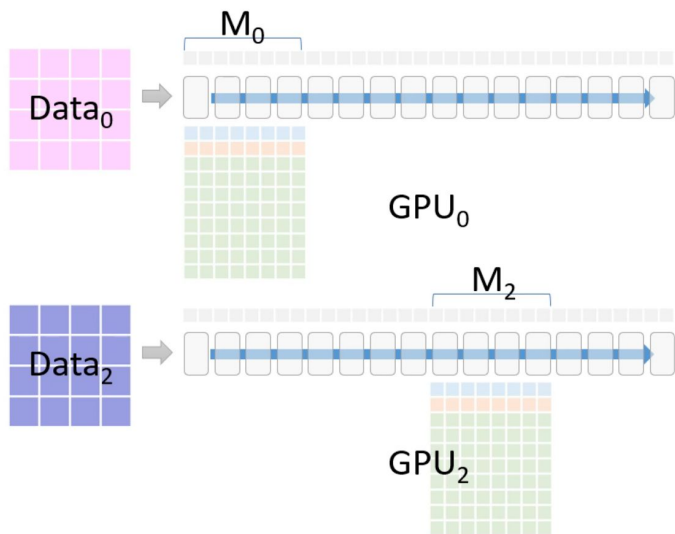 M₀
Data₀
GPU₀
M₂
Data₂
GPU₂